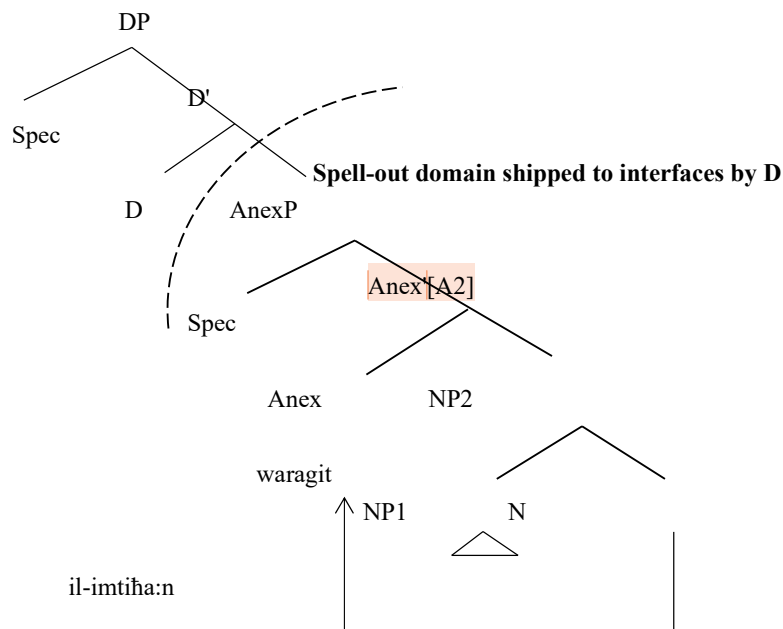 DP
D'
Spec
Spell-out domain shipped to interfaces by D
D AnexP
Anex'[A2]
Spec
Anex NP2
waragit
NP1 N
il-imtiħa:n